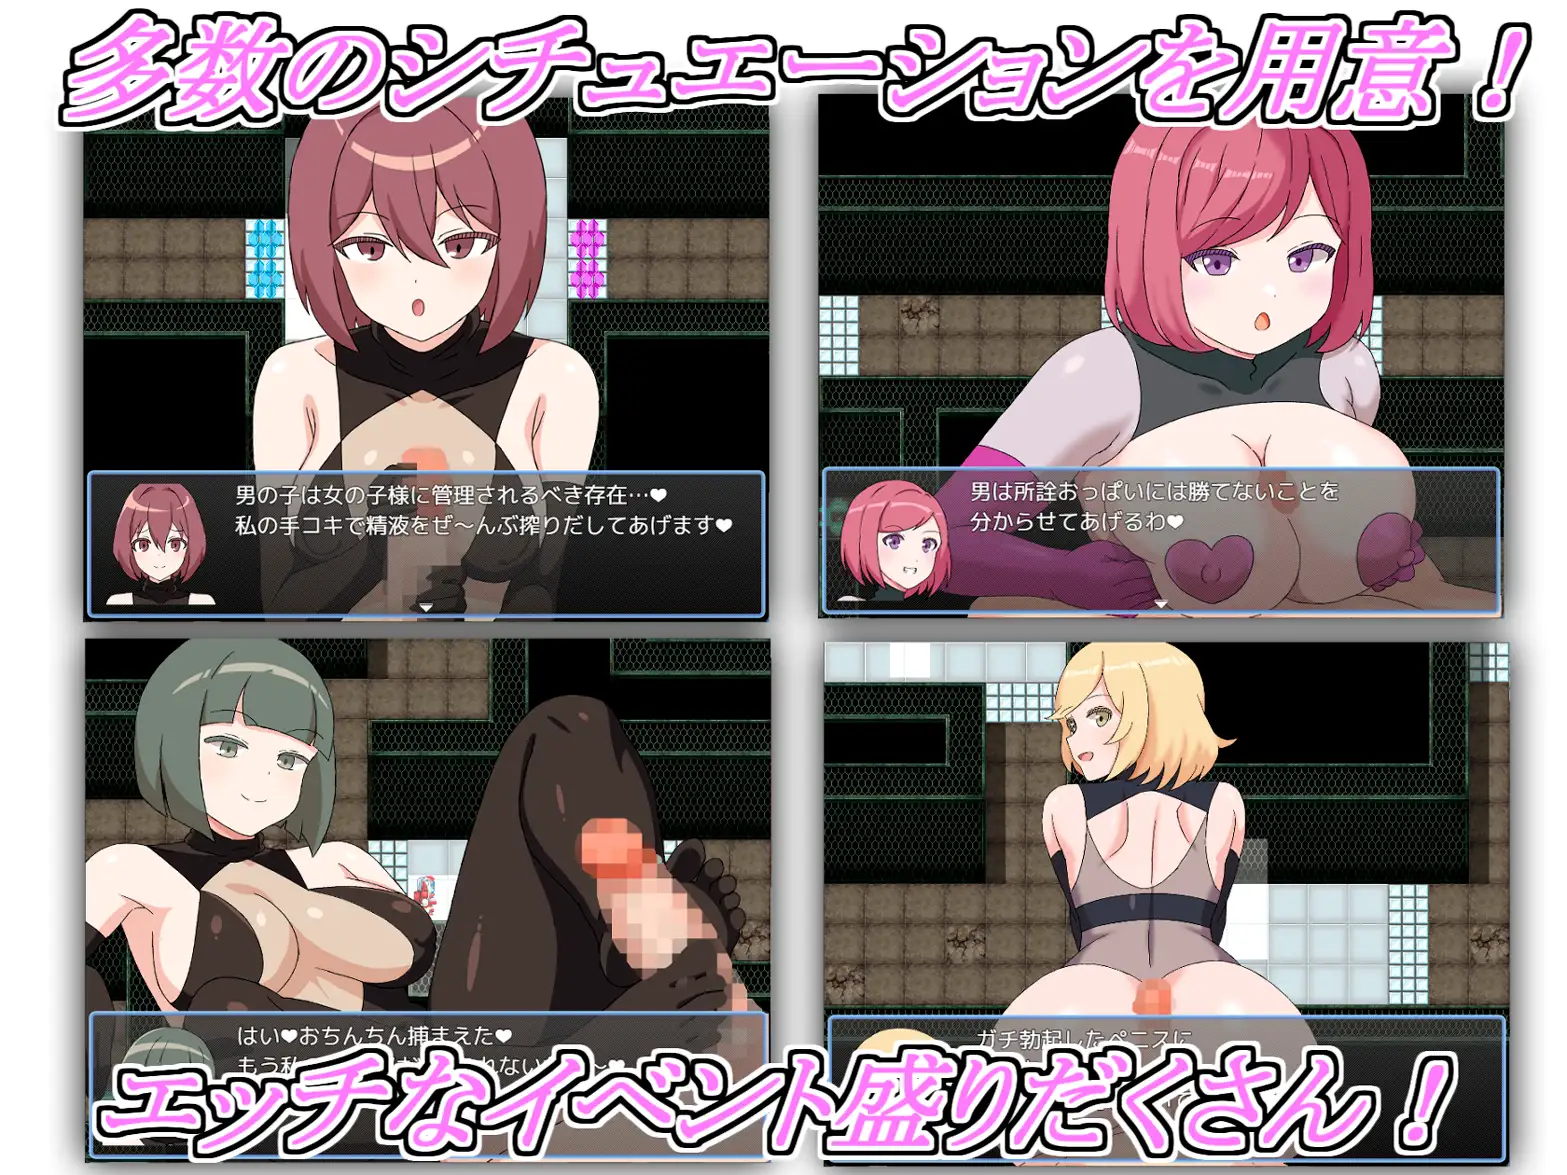 多数のシチュエーションを用意！
男の子は女の子様に管理されるべき存在…♥
私の手コキで精液をぜ～んぶ搾りだしてあげます♥
男は所詮おっぱいには勝てないことを
分からせてあげるわ♥
はい♥おちんちん捕まえた♥
もう私
ガチ勃起したペニスに
エッチなイベント盛りだくさん！